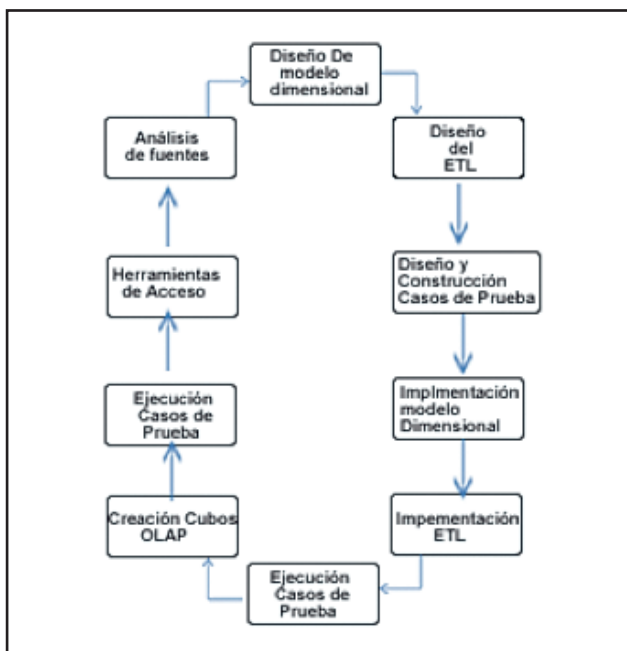 Diseño De
modelo
dimensional
Diseño
del
ETL
Diseño y
Construcción
Casos de Prueba
Implmentación
modelo
Dimensional
Impementación
ETL
Ejecución
Casos de
Prueba
Creación Cubos
OLAP
Ejecución
Casos de
Prueba
Herramientas
de Acceso
Análisis
de fuentes